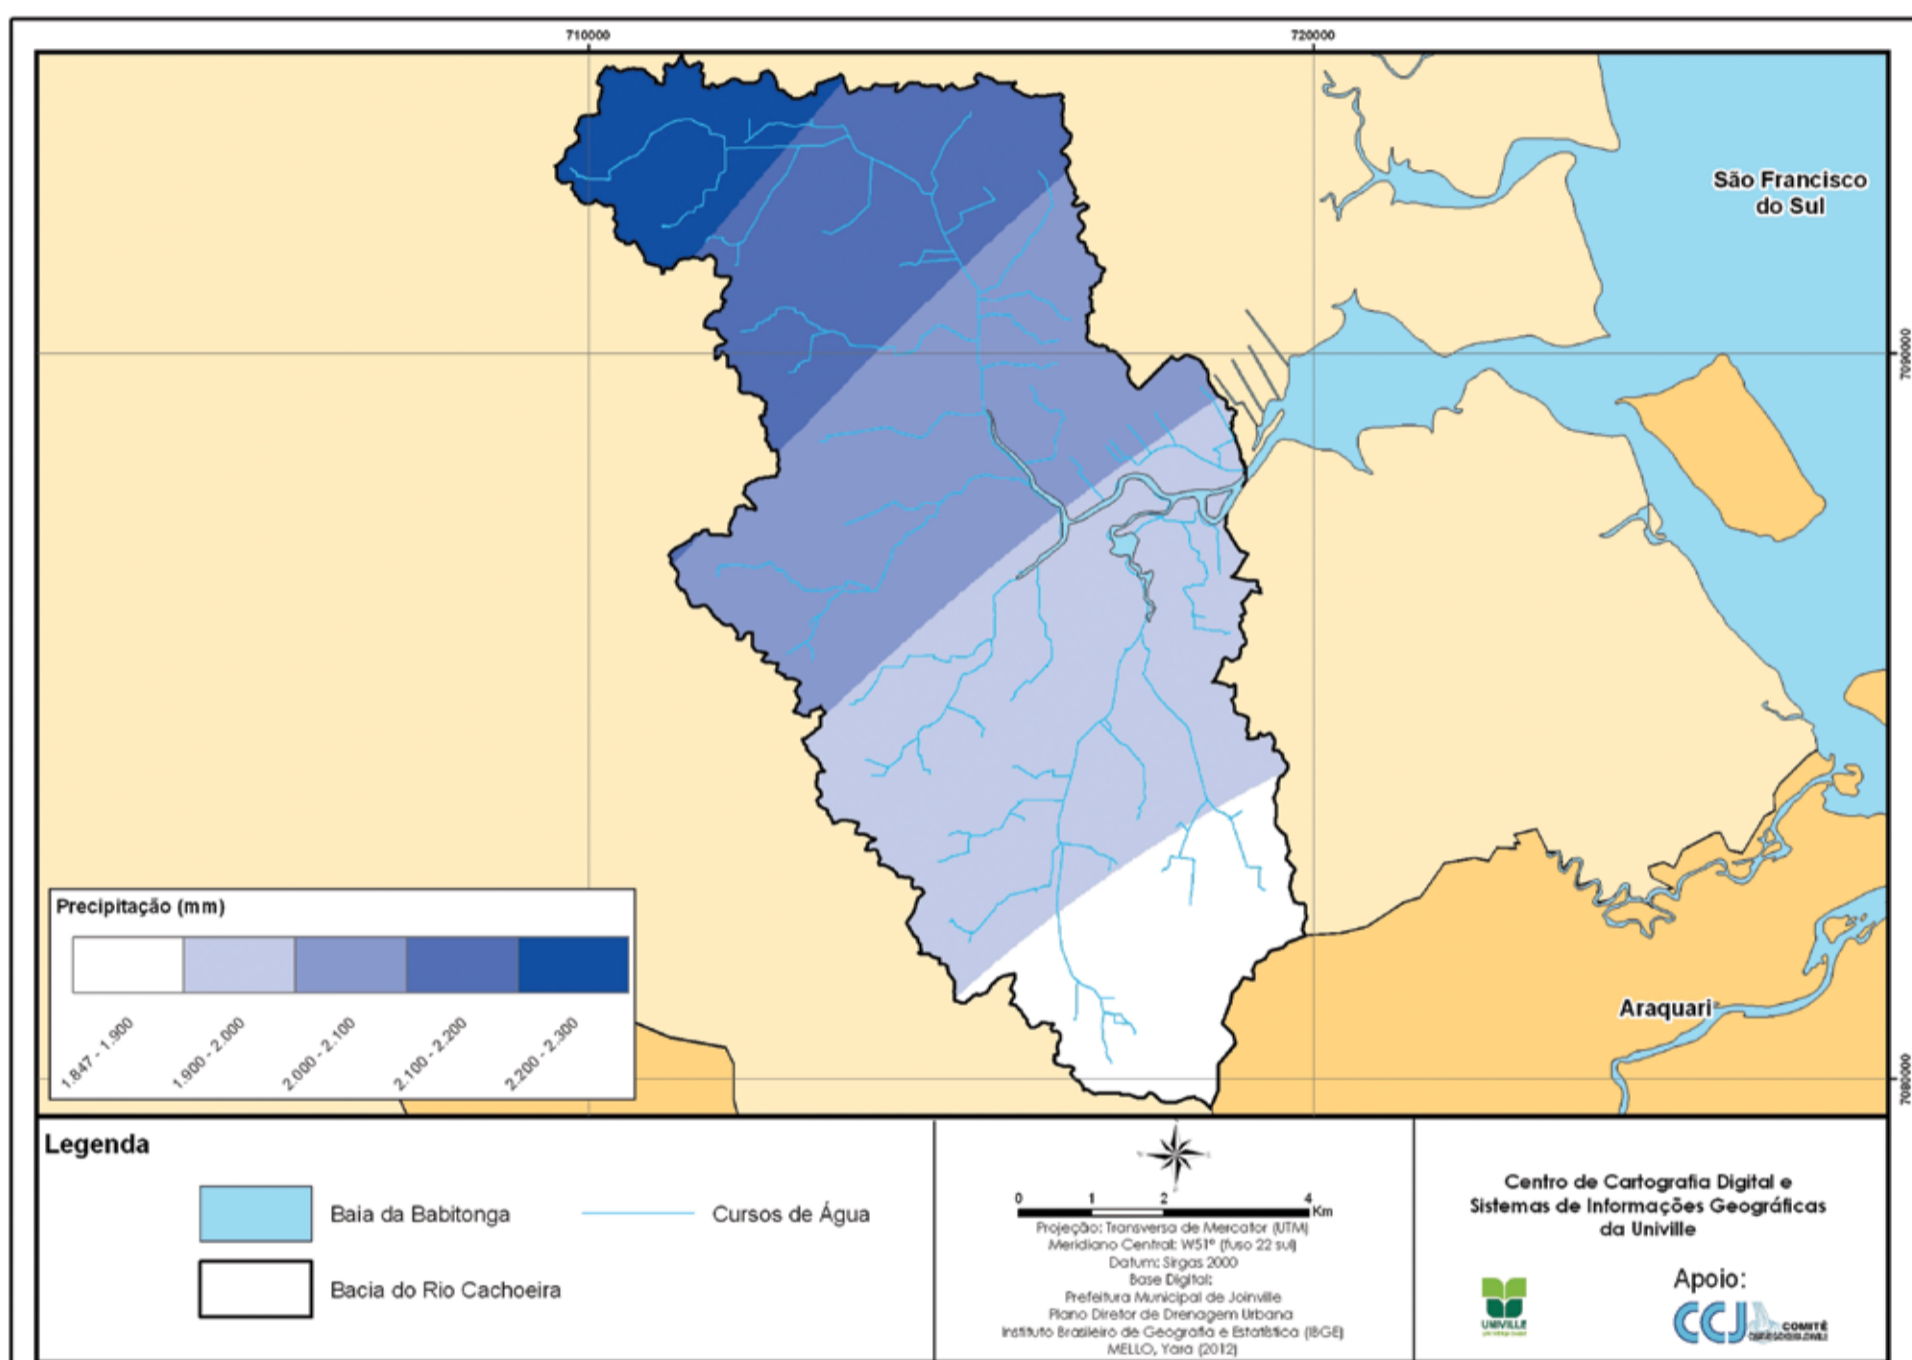 710000
720000
São Francisco
do Sul
7090000
Precipitação (mm)
1.847 - 1.900
1.900 - 2.000
2.000 - 2.100
2.100 - 2.200
2.200 - 2.300
Araquari
7080000
Legenda
Baía da Babitonga
Cursos de Água
Bacia do Rio Cachoeira
0 1 2 4
Km
Projeção: Transversa de Mercator (UTM)
Meridiano Central: W51° (fuso 22 sul)
Datum: Sirgas 2000
Base Digital:
Prefeitura Municipal de Joinville
Plano Diretor de Drenagem Urbana
Instituto Brasileiro de Geografia e Estatística (IBGE)
MELLO, Yara (2012)
Centro de Cartografia Digital e
Sistemas de Informações Geográficas
da Univille
Apoio:
UNIVILLE
CCJ COMITÊ